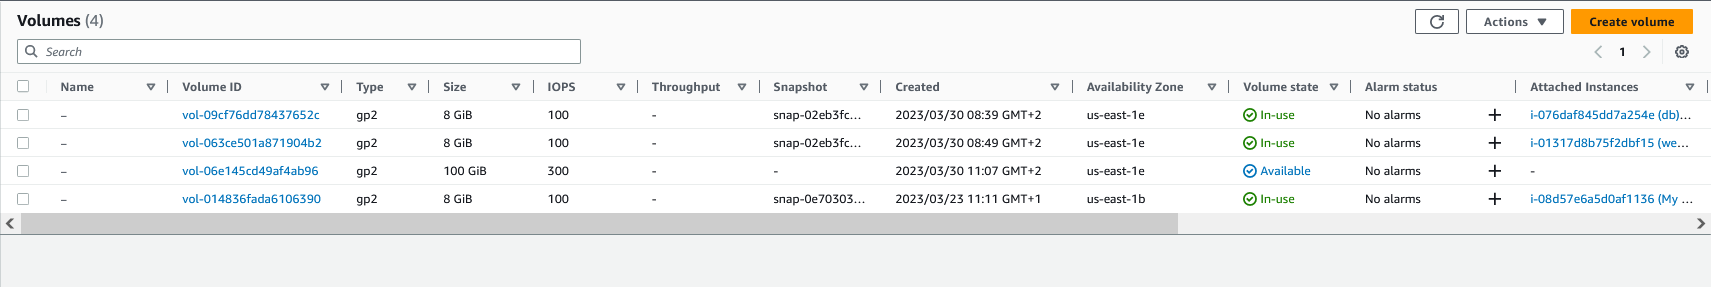 Volumes (4)
Actions
Create volume
Search
1
Name Volume ID Type Size IOPS Throughput Snapshot Created Availability Zone Volume state Alarm status Attached Instances
– vol-09cf76dd78437652c gp2 8 GiB 100 - snap-02eb3fc... 2023/03/30 08:39 GMT+2 us-east-1e In-use No alarms + i-076daf845dd7a254e (db)...
– vol-063ce501a871904b2 gp2 8 GiB 100 - snap-02eb3fc... 2023/03/30 08:49 GMT+2 us-east-1e In-use No alarms + i-01317d8b75f2dbf15 (we...
– vol-06e145cd49af4ab96 gp2 100 GiB 300 - - 2023/03/30 11:07 GMT+2 us-east-1e Available No alarms + -
– vol-014836fada6106390 gp2 8 GiB 100 - snap-0e70303... 2023/03/23 11:11 GMT+1 us-east-1b In-use No alarms + i-08d57e6a5d0af1136 (My ...